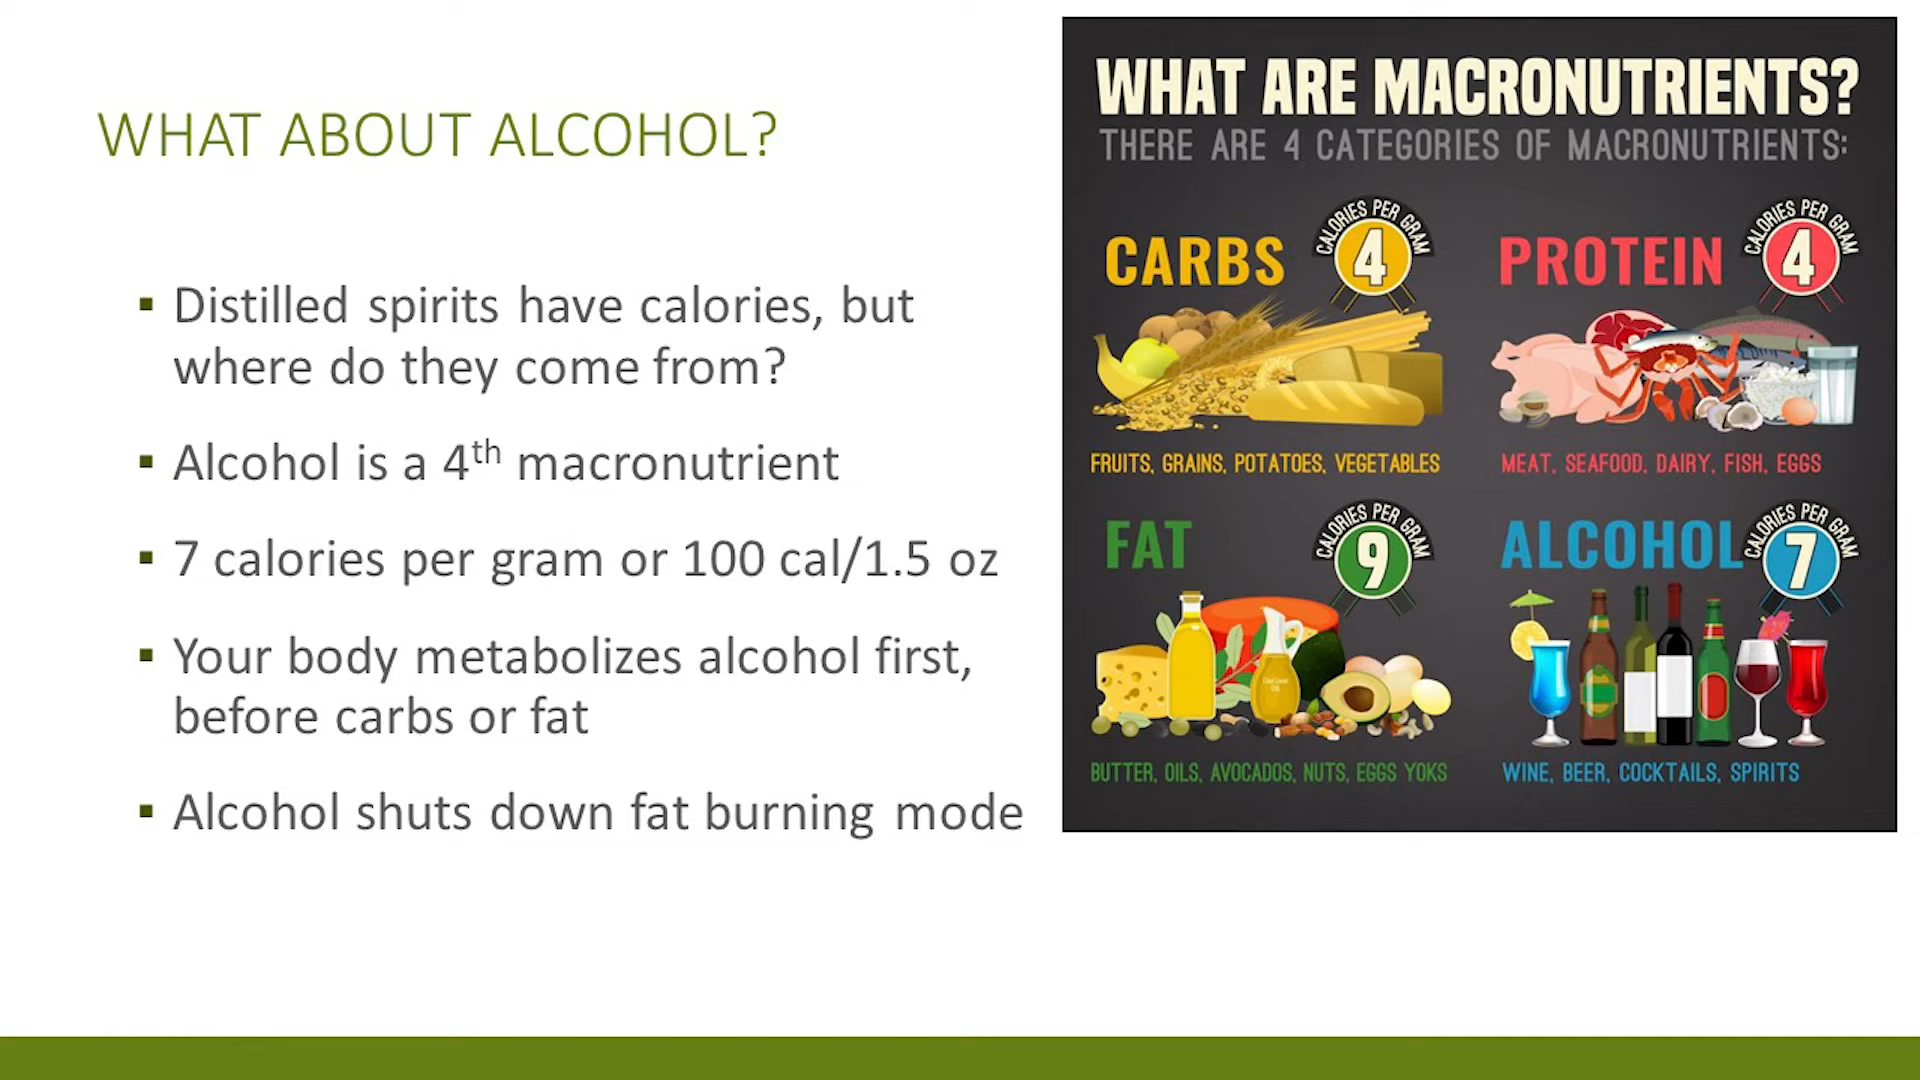 WHAT ABOUT ALCOHOL?
▪ Distilled spirits have calories, but
where do they come from?
▪ Alcohol is a 4th macronutrient
▪ 7 calories per gram or 100 cal/1.5 oz
▪ Your body metabolizes alcohol first,
before carbs or fat
▪ Alcohol shuts down fat burning mode
WHAT ARE MACRONUTRIENTS?
THERE ARE 4 CATEGORIES OF MACRONUTRIENTS:
CARBS
CALORIES PER GRAM
4
FRUITS, GRAINS, POTATOES, VEGETABLES
PROTEIN
CALORIES PER GRAM
4
MEAT, SEAFOOD, DAIRY, FISH, EGGS
FAT
CALORIES PER GRAM
9
BUTTER, OILS, AVOCADOS, NUTS, EGGS YOKS
ALCOHOL
CALORIES PER GRAM
7
WINE, BEER, COCKTAILS, SPIRITS